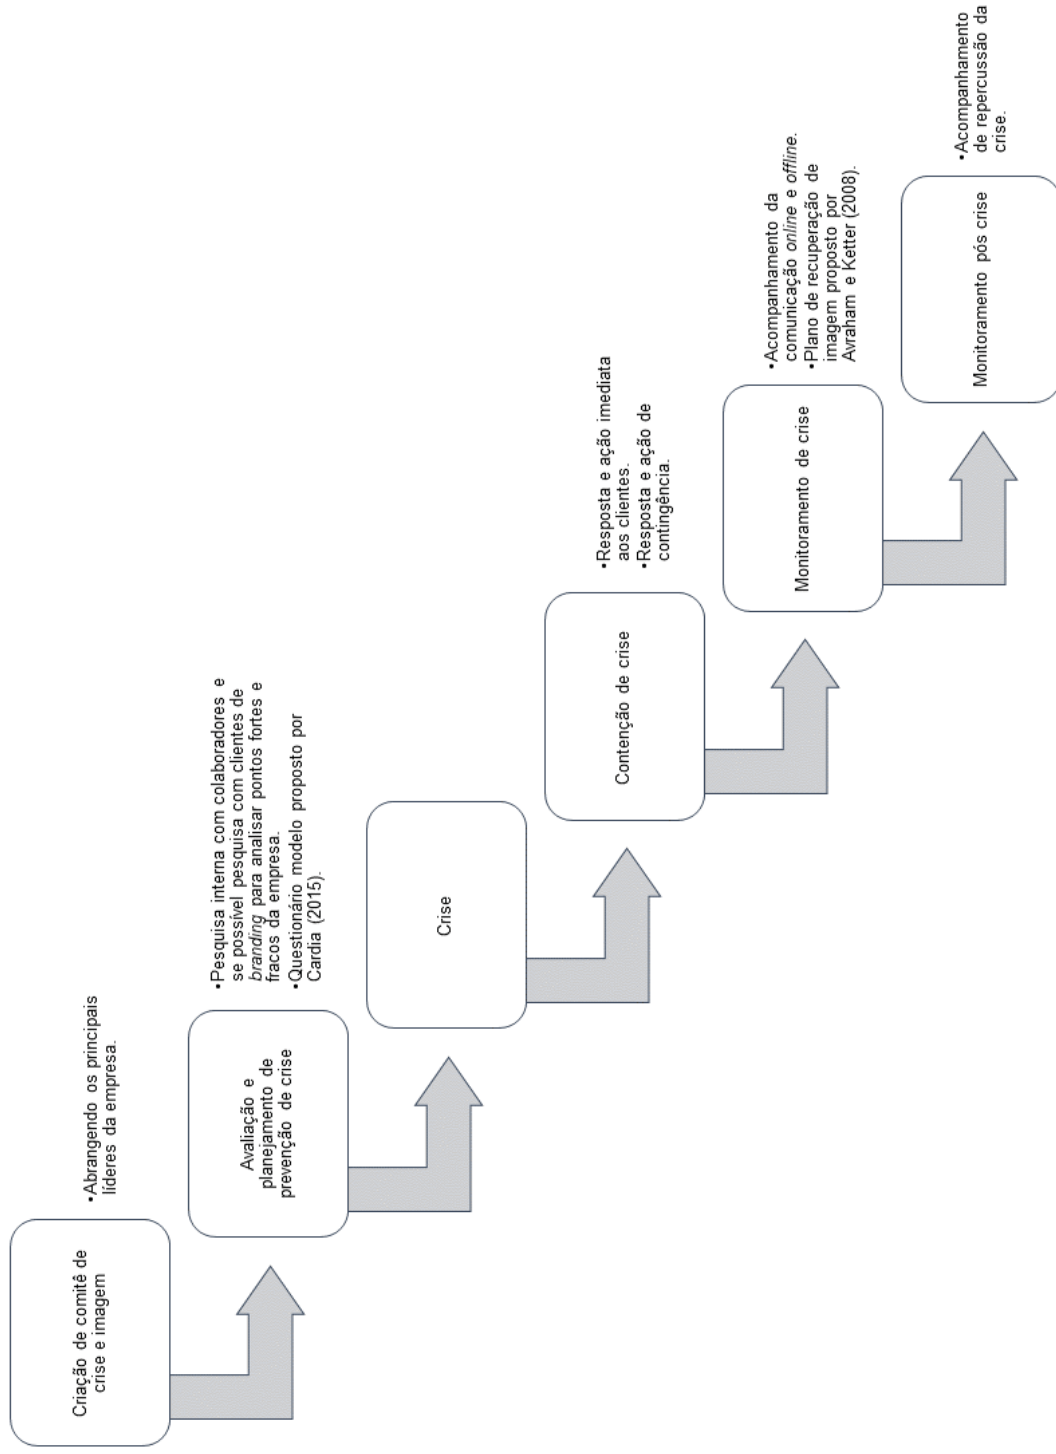 Criação de comitê de
crise e imagem
•Abrangendo os principais
líderes da empresa.
Avaliação e
planejamento de
prevenção de crise
•Pesquisa interna com colaboradores e
se possível pesquisa com clientes de
branding para analisar pontos fortes e
fracos da empresa.
•Questionário modelo proposto por
Cardia (2015).
Crise
Contenção de crise
•Resposta e ação imediata
aos clientes.
•Resposta e ação de
contingência.
Monitoramento de crise
•Acompanhamento da
comunicação online e offline.
•Plano de recuperação de
imagem proposto por
Avraham e Ketter (2008).
Monitoramento pós crise
•Acompanhamento
de repercussão da
crise.